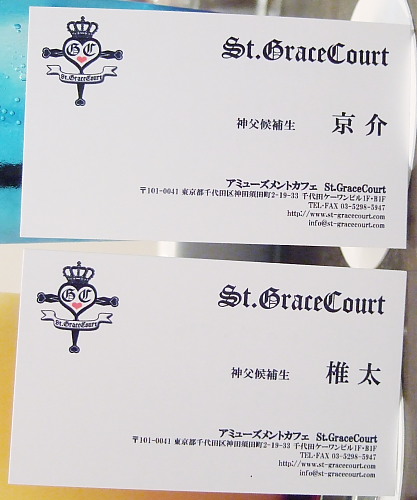 G C
St.GraceCourt
St.GraceCourt
神父候補生 京介
アミューズメントカフェ St.GraceCourt
〒101-0041 東京都千代田区神田須田町2-19-33 千代田ケーワンビル1F・B1F
TEL・FAX 03-5298-5947
http://www.st-gracecourt.com
info@st-gracecourt.com
G C
St.GraceCourt
St.GraceCourt
神父候補生 椎太
アミューズメントカフェ St.GraceCourt
〒101-0041 東京都千代田区神田須田町2-19-33 千代田ケーワンビル1F・B1F
TEL・FAX 03-5298-5947
http://www.st-gracecourt.com
info@st-gracecourt.com